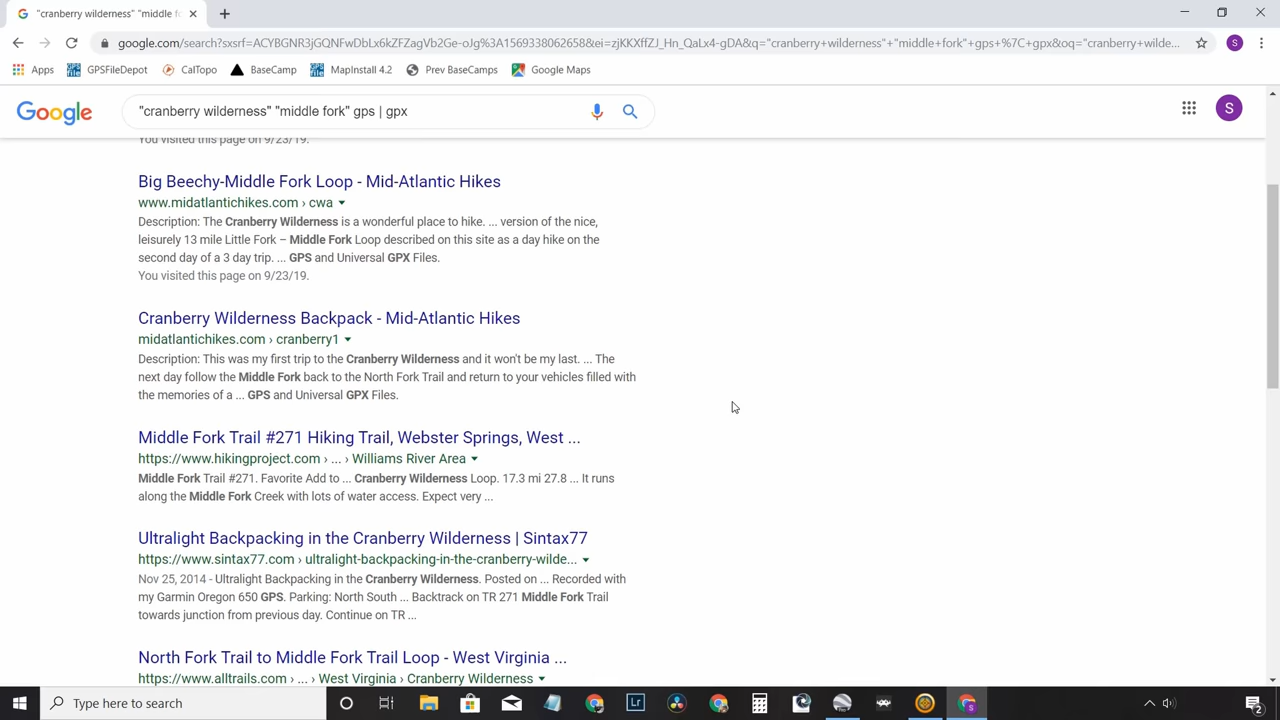 "cranberry wilderness" "middle f
google.com/search?sxsrf=ACYBGNR3jGQNFwDbLx6kZFZagVb2Ge-oJg%3A1569338062658&ei=zjKKXffZJ_Hn_QaLx4-gDA&q="cranberry+wilderness"+"middle+fork"+gps+%7C+gpx&oq="cranberry+wilde...
S
Apps GPSFileDepot CalTopo BaseCamp MapInstall 4.2 Prev BaseCamps Google Maps
Google "cranberry wilderness" "middle fork" gps | gpx S
You visited this page on 9/23/19.
Big Beechy-Middle Fork Loop - Mid-Atlantic Hikes
www.midatlantichikes.com › cwa
Description: The Cranberry Wilderness is a wonderful place to hike. ... version of the nice,
leisurely 13 mile Little Fork – Middle Fork Loop described on this site as a day hike on the
second day of a 3 day trip. ... GPS and Universal GPX Files.
You visited this page on 9/23/19.
Cranberry Wilderness Backpack - Mid-Atlantic Hikes
midatlantichikes.com › cranberry1
Description: This was my first trip to the Cranberry Wilderness and it won't be my last. ... The
next day follow the Middle Fork back to the North Fork Trail and return to your vehicles filled with
the memories of a ... GPS and Universal GPX Files.
Middle Fork Trail #271 Hiking Trail, Webster Springs, West ...
https://www.hikingproject.com › ... › Williams River Area
Middle Fork Trail #271. Favorite Add to ... Cranberry Wilderness Loop. 17.3 mi 27.8 ... It runs
along the Middle Fork Creek with lots of water access. Expect very ...
Ultralight Backpacking in the Cranberry Wilderness | Sintax77
https://www.sintax77.com › ultralight-backpacking-in-the-cranberry-wilde...
Nov 25, 2014 - Ultralight Backpacking in the Cranberry Wilderness. Posted on ... Recorded with
my Garmin Oregon 650 GPS. Parking: North South ... Backtrack on TR 271 Middle Fork Trail
towards junction from previous day. Continue on TR ...
North Fork Trail to Middle Fork Trail Loop - West Virginia ...
https://www.alltrails.com › ... › West Virginia › Cranberry Wilderness
Type here to search Lr S 2